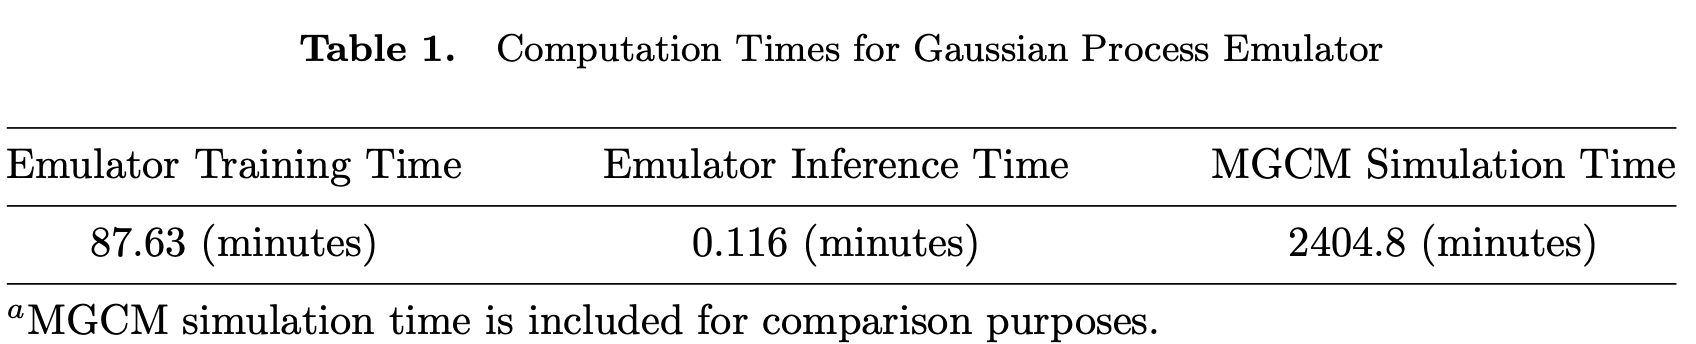 Table 1. Computation Times for Gaussian Process Emulator
Emulator Training Time Emulator Inference Time MGCM Simulation Time
87.63 (minutes) 0.116 (minutes) 2404.8 (minutes)
aMGCM simulation time is included for comparison purposes.